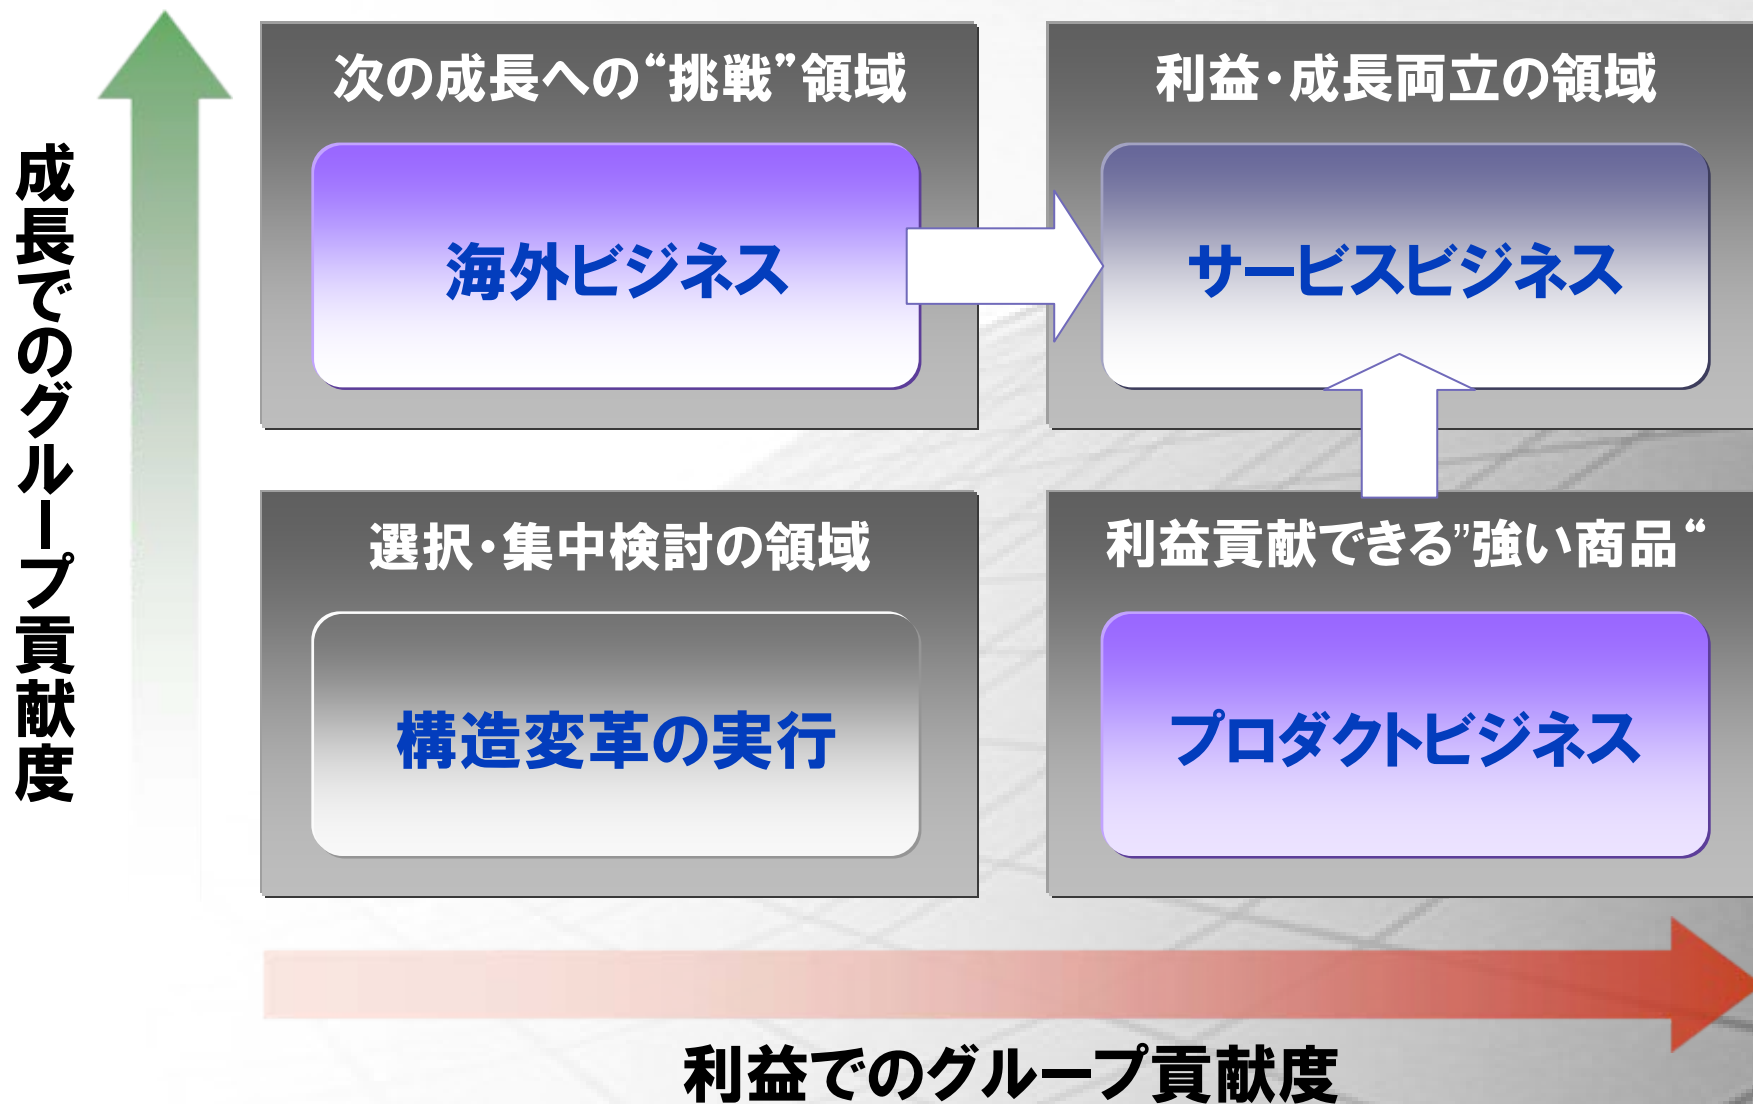 成長でのグループ貢献度
次の成長への“挑戦”領域
海外ビジネス
利益・成長両立の領域
サービスビジネス
選択・集中検討の領域
構造変革の実行
利益貢献できる”強い商品“
プロダクトビジネス
利益でのグループ貢献度